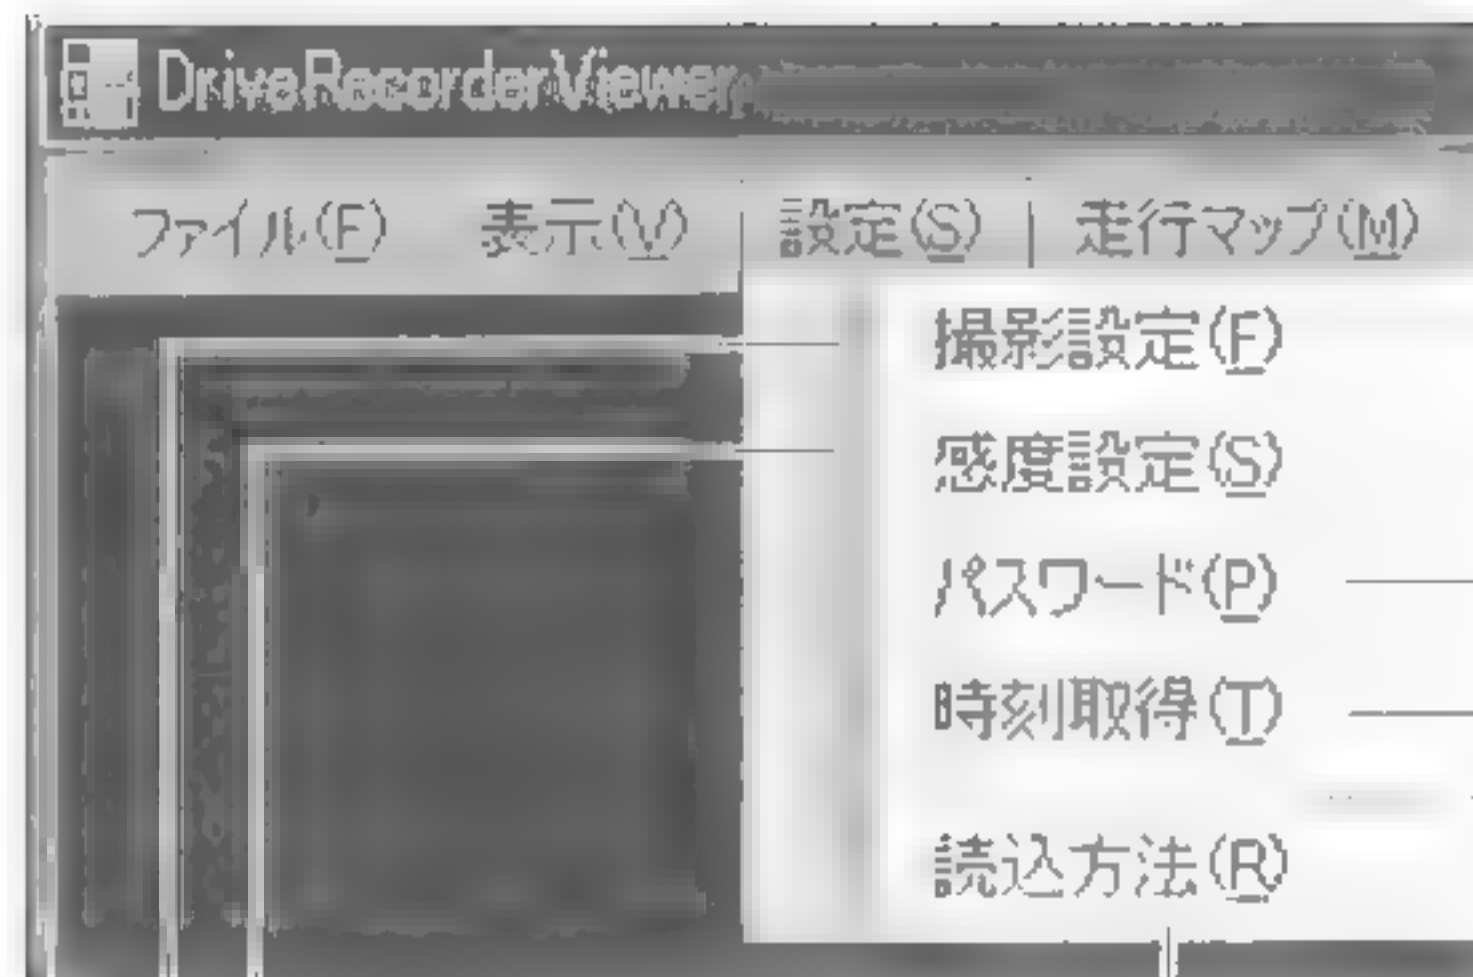 DriveRecorderViewer
ファイル(F) 表示(V) 設定(S) 走行マップ(M)
撮影設定(F)
感度設定(S)
パスワード(P)
時刻取得(T)
読込方法(R)